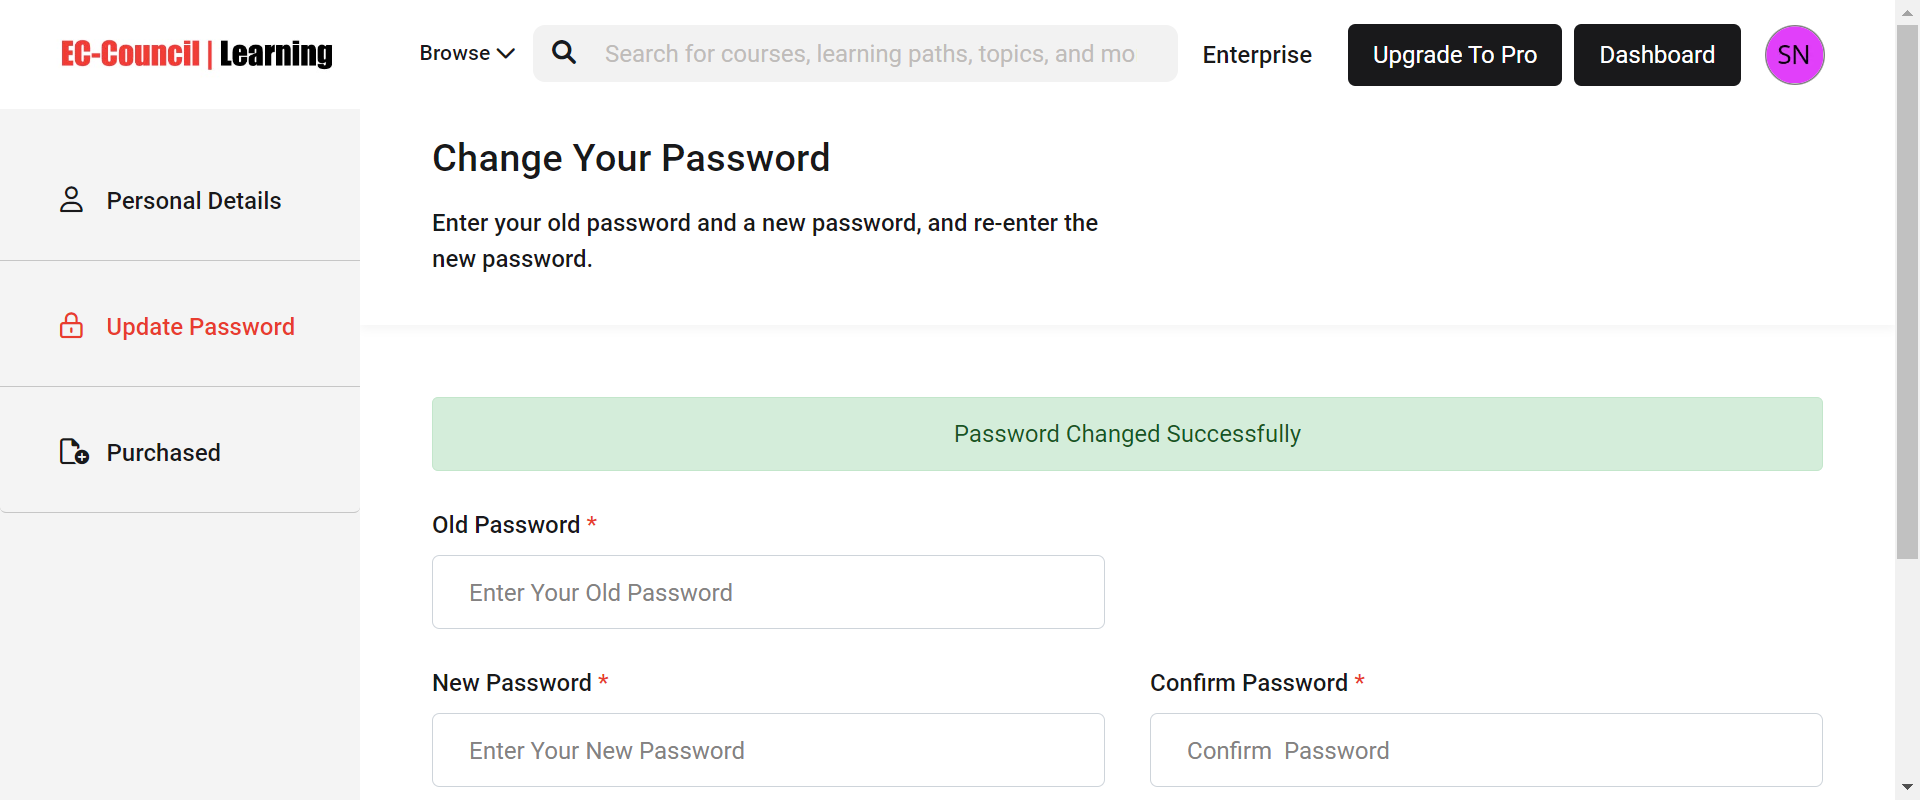 EC-Council | Learning
Browse
Search for courses, learning paths, topics, and mo
Enterprise
Upgrade To Pro
Dashboard
SN
Personal Details
Update Password
Purchased
Change Your Password
Enter your old password and a new password, and re-enter the
new password.
Password Changed Successfully
Old Password *
Enter Your Old Password
New Password *
Enter Your New Password
Confirm Password *
Confirm  Password